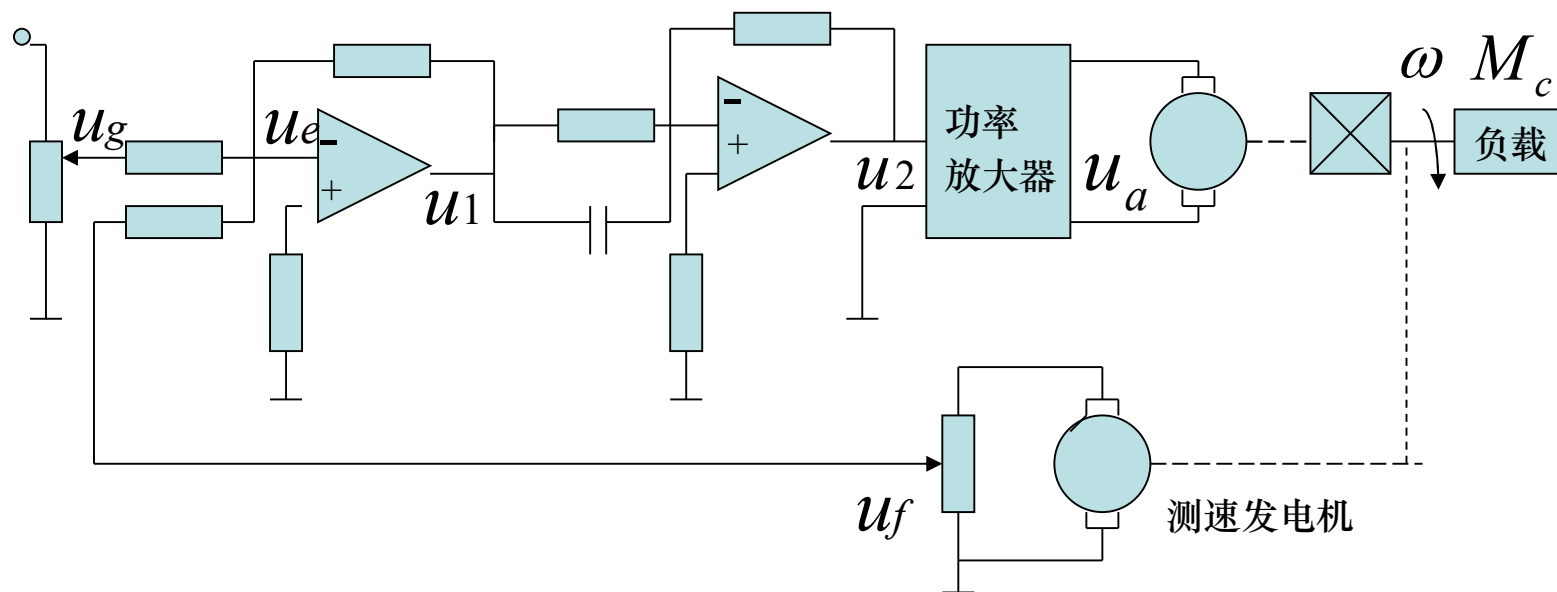 u_g
u_e
-
+
u1
-
+
u2
功率
放大器
u_a
ω M_c
负载
u_f
测速发电机